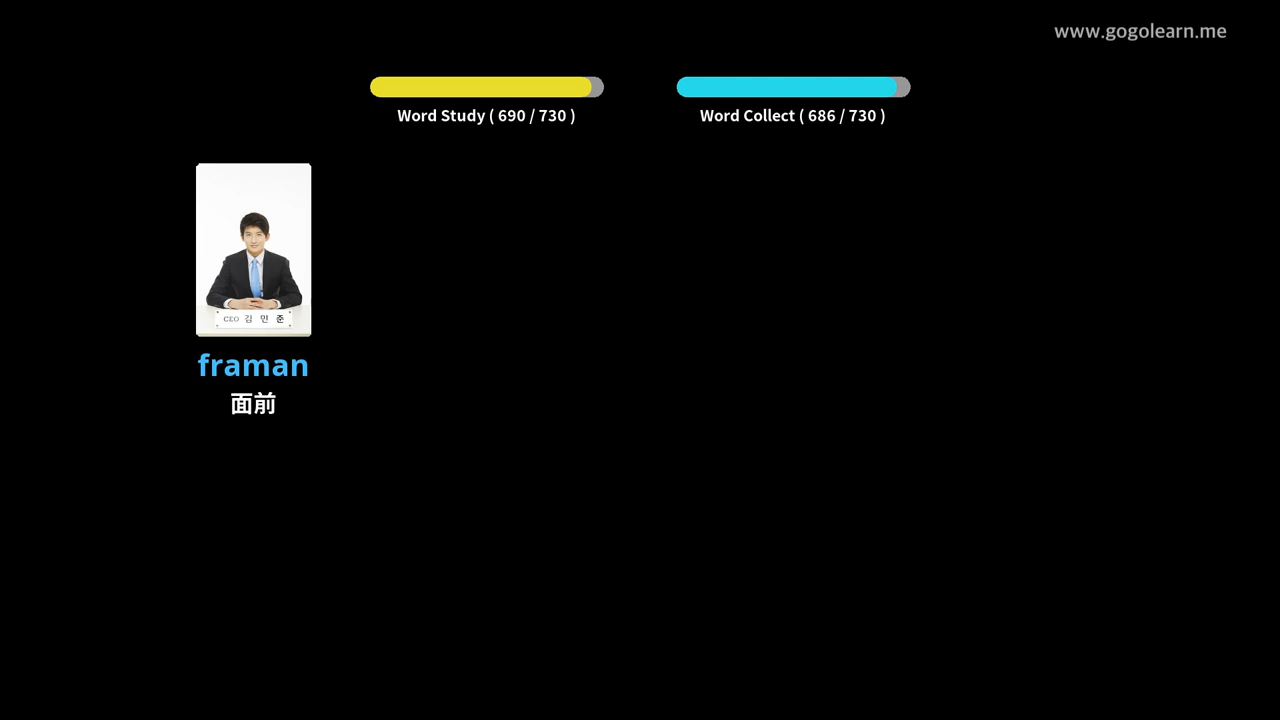 www.gogolearn.me
Word Study ( 690 / 730 )
Word Collect ( 686 / 730 )
CEO 김 민 준
framan
面前